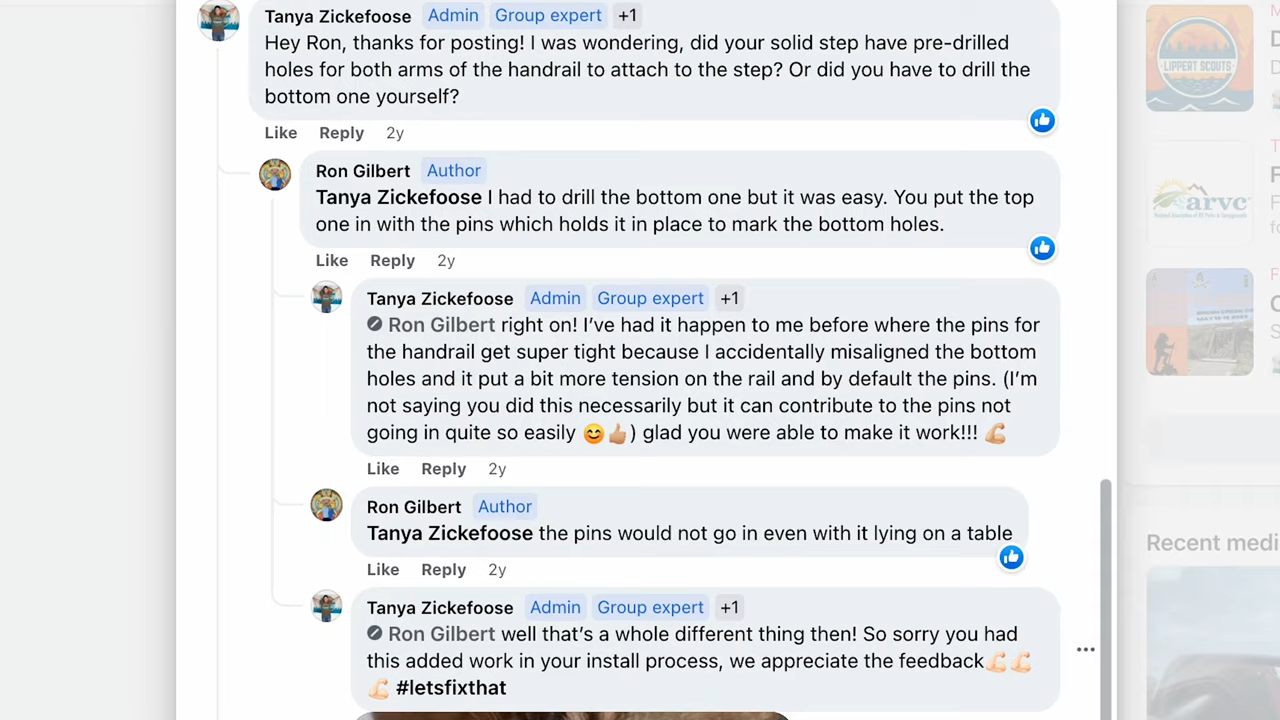 Tanya Zickefoose Admin Group expert +1
Hey Ron, thanks for posting! I was wondering, did your solid step have pre-drilled
holes for both arms of the handrail to attach to the step? Or did you have to drill the
bottom one yourself?
Like Reply 2y
Ron Gilbert Author
Tanya Zickefoose I had to drill the bottom one but it was easy. You put the top
one in with the pins which holds it in place to mark the bottom holes.
Like Reply 2y
Tanya Zickefoose Admin Group expert +1
Ron Gilbert right on! I’ve had it happen to me before where the pins for
the handrail get super tight because I accidentally misaligned the bottom
holes and it put a bit more tension on the rail and by default the pins. (I’m
not saying you did this necessarily but it can contribute to the pins not
going in quite so easily 😊👍🏼) glad you were able to make it work!!! 💪🏼
Like Reply 2y
Ron Gilbert Author
Tanya Zickefoose the pins would not go in even with it lying on a table
Like Reply 2y
Tanya Zickefoose Admin Group expert +1
Ron Gilbert well that’s a whole different thing then! So sorry you had
this added work in your install process, we appreciate the feedback💪🏼💪🏼
💪🏼 #letsfixthat
LIPPERT SCOUTS
arvc
Recent medi